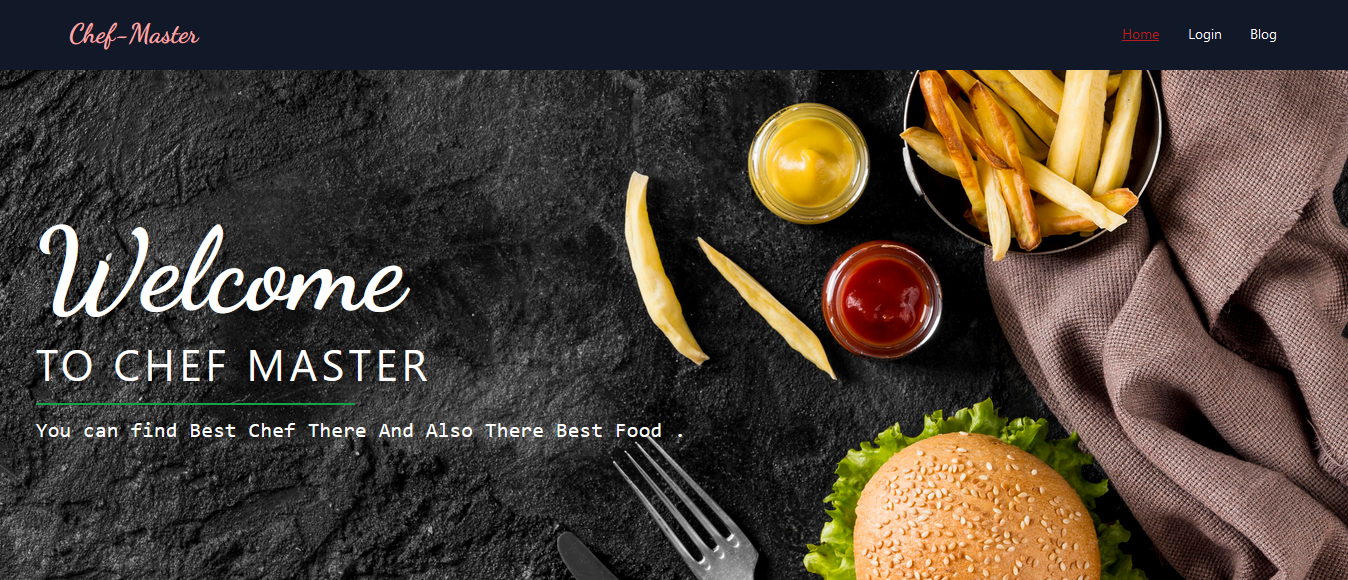 Chef-Master
Home Login Blog
Welcome
TO CHEF MASTER
You can find Best Chef There And Also There Best Food .